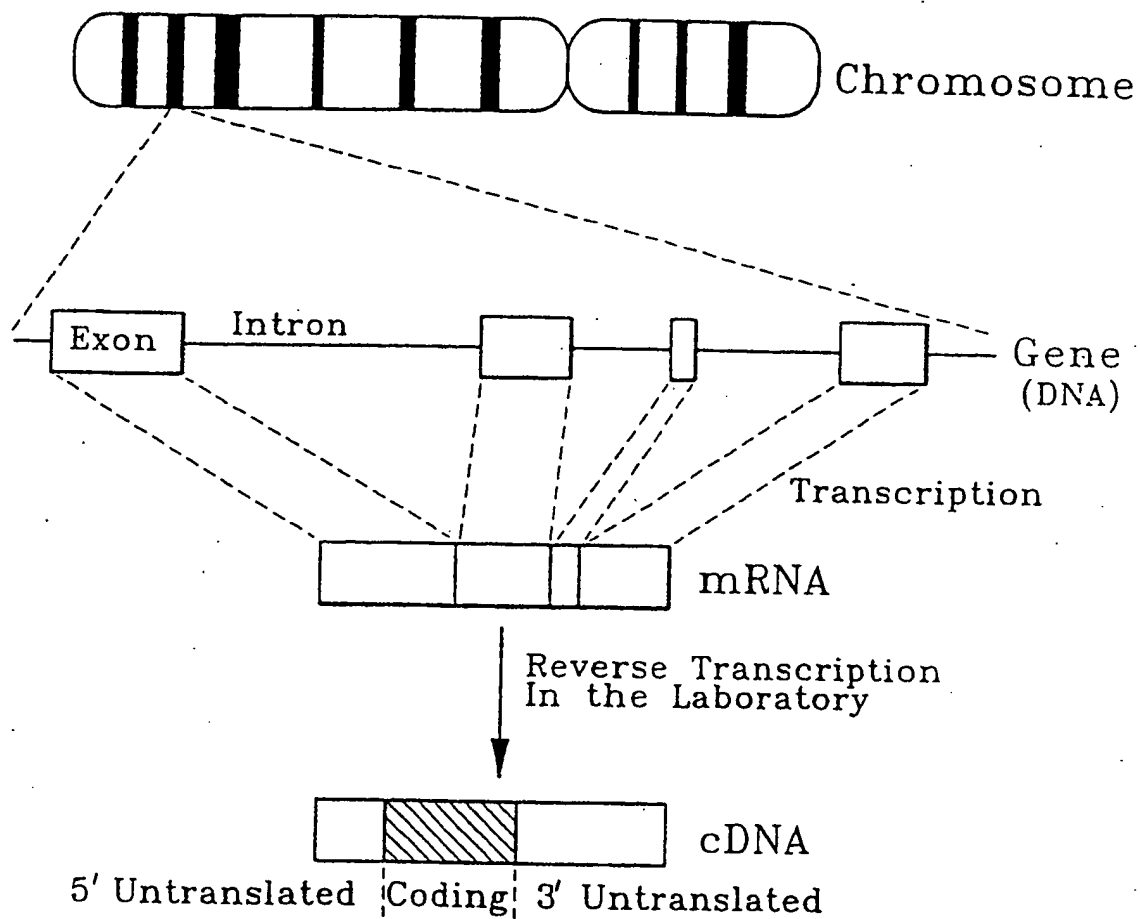 Chromosome
Exon
Intron
Gene
(DNA)
Transcription
mRNA
Reverse Transcription
In the Laboratory
cDNA
5' Untranslated
Coding
3' Untranslated